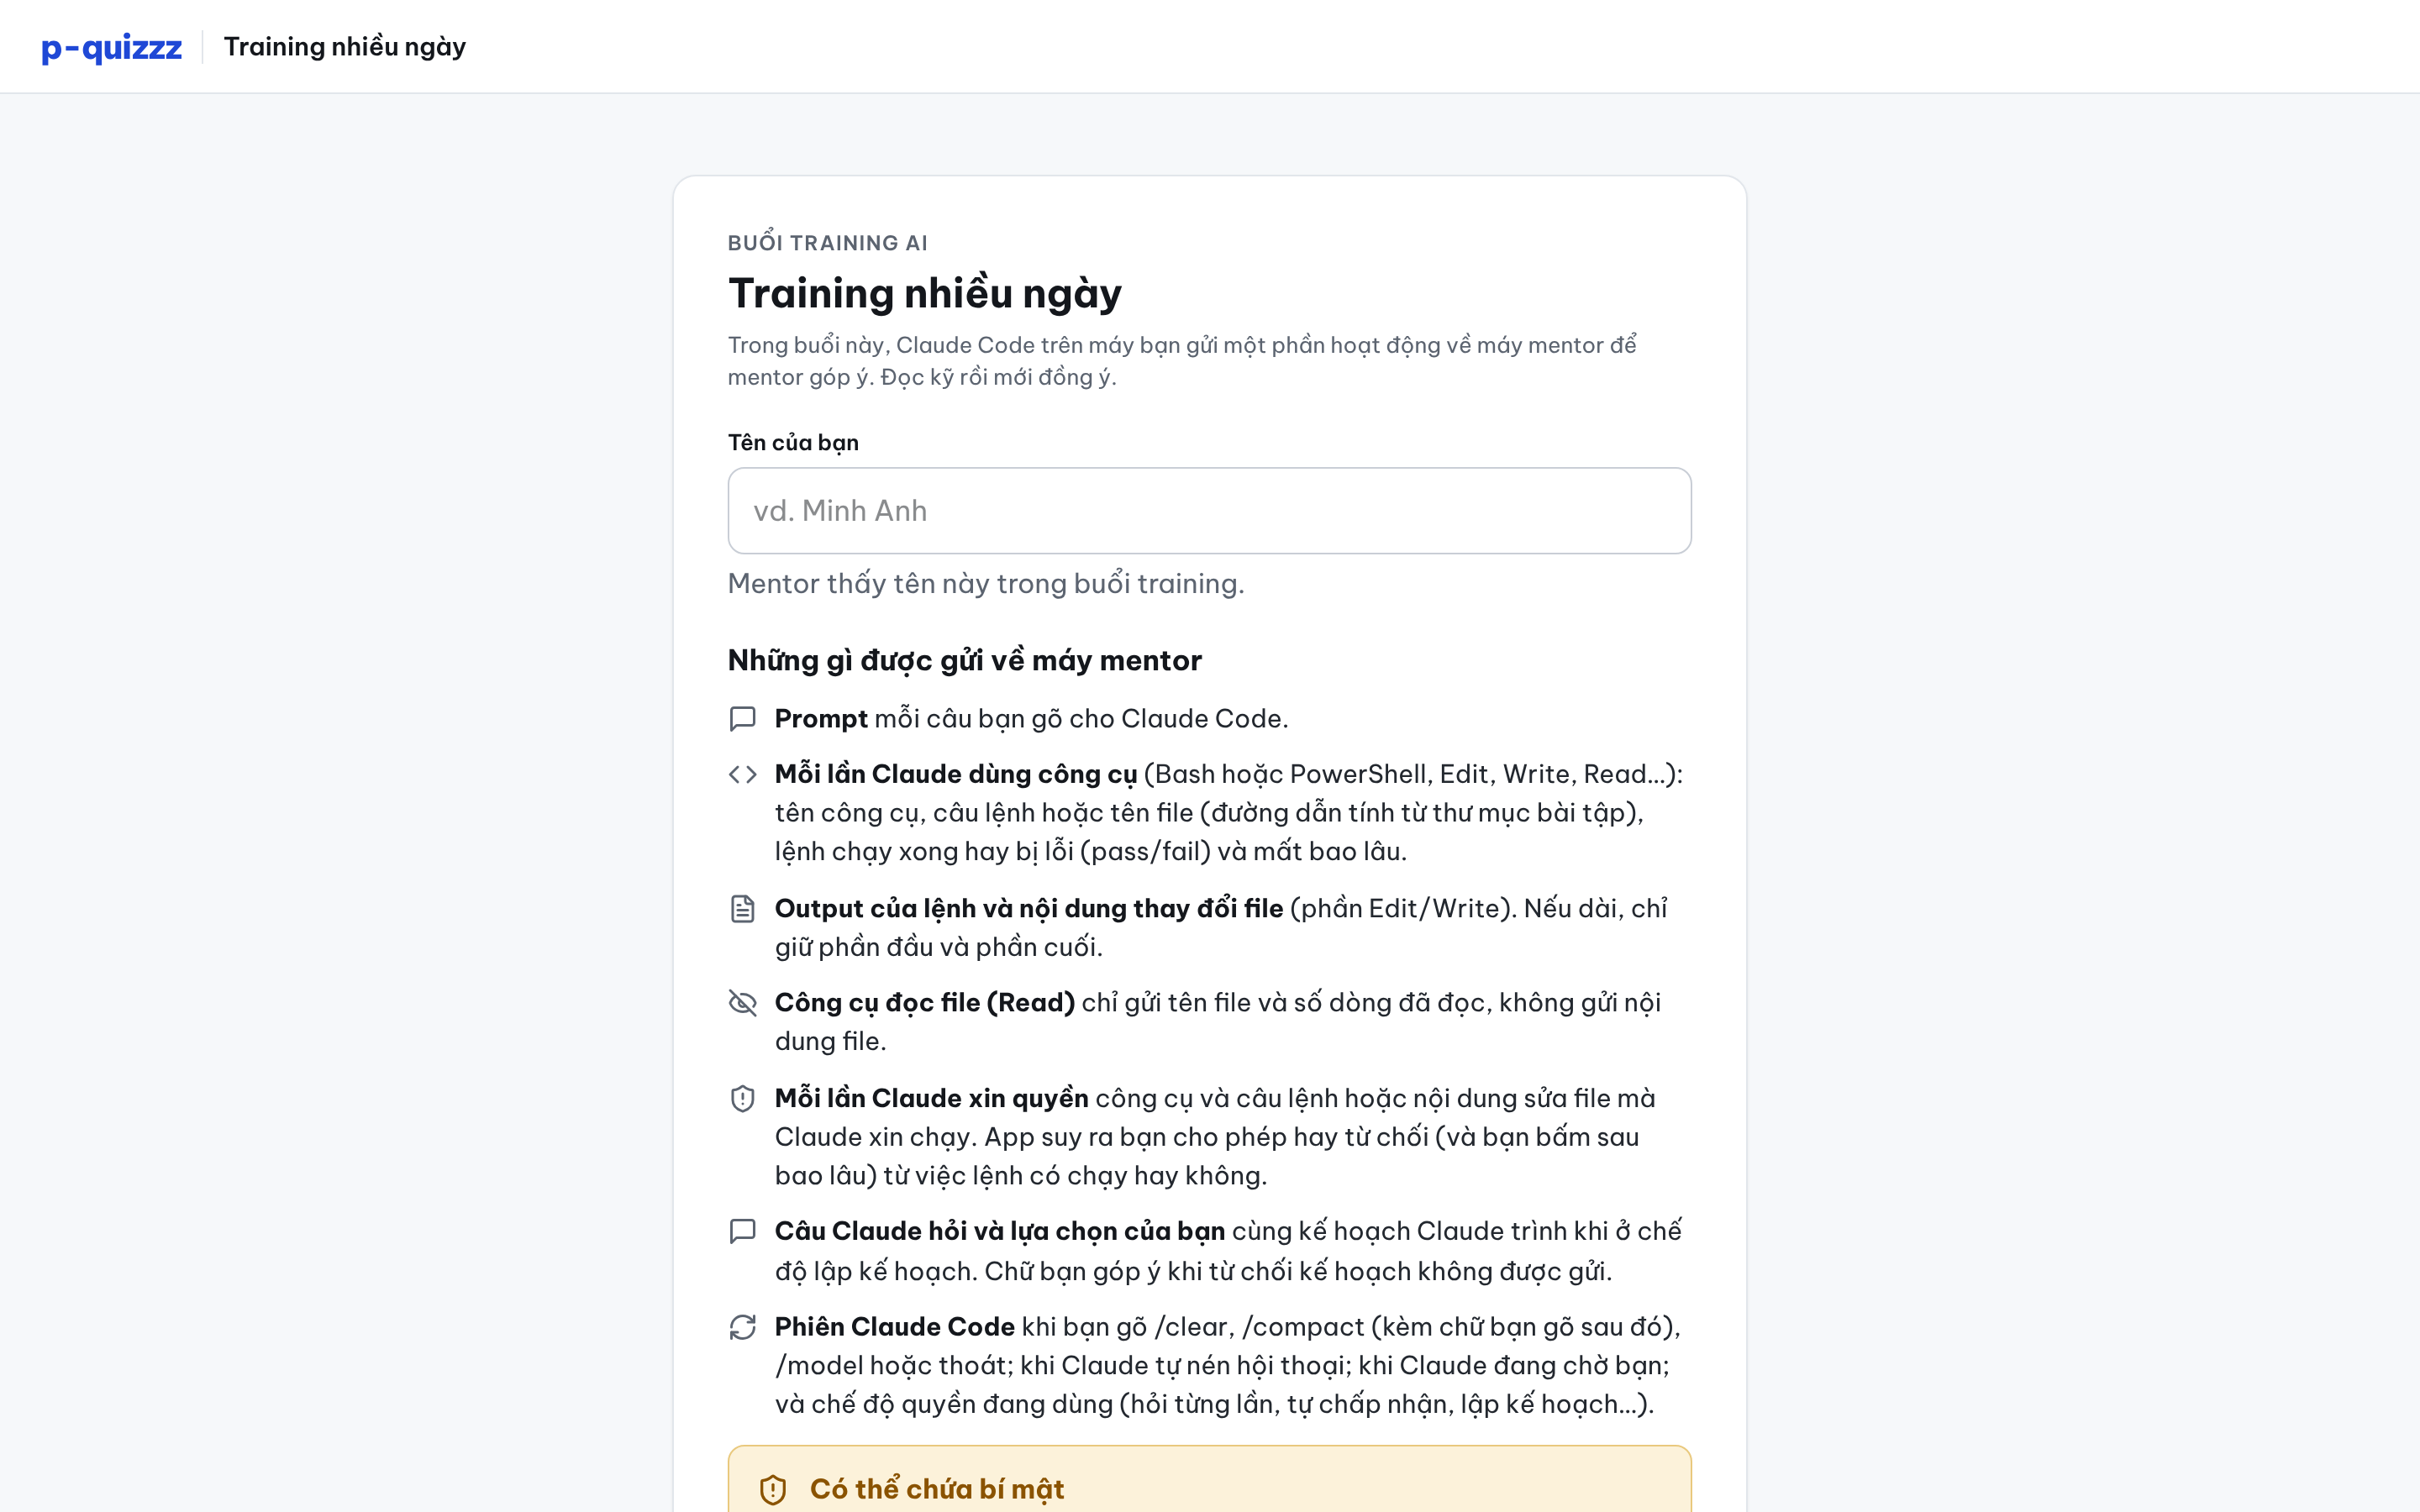 p-quizzz
Training nhiều ngày
BUỔI TRAINING AI
Training nhiều ngày
Trong buổi này, Claude Code trên máy bạn gửi một phần hoạt động về máy mentor để
mentor góp ý. Đọc kỹ rồi mới đồng ý.
Tên của bạn
vd. Minh Anh
Mentor thấy tên này trong buổi training.
Những gì được gửi về máy mentor
Prompt mỗi câu bạn gõ cho Claude Code.
Mỗi lần Claude dùng công cụ (Bash hoặc PowerShell, Edit, Write, Read…):
tên công cụ, câu lệnh hoặc tên file (đường dẫn tính từ thư mục bài tập),
lệnh chạy xong hay bị lỗi (pass/fail) và mất bao lâu.
Output của lệnh và nội dung thay đổi file (phần Edit/Write). Nếu dài, chỉ
giữ phần đầu và phần cuối.
Công cụ đọc file (Read) chỉ gửi tên file và số dòng đã đọc, không gửi nội
dung file.
Mỗi lần Claude xin quyền công cụ và câu lệnh hoặc nội dung sửa file mà
Claude xin chạy. App suy ra bạn cho phép hay từ chối (và bạn bấm sau
bao lâu) từ việc lệnh có chạy hay không.
Câu Claude hỏi và lựa chọn của bạn cùng kế hoạch Claude trình khi ở chế
độ lập kế hoạch. Chữ bạn góp ý khi từ chối kế hoạch không được gửi.
Phiên Claude Code khi bạn gõ /clear, /compact (kèm chữ bạn gõ sau đó),
/model hoặc thoát; khi Claude tự nén hội thoại; khi Claude đang chờ bạn;
và chế độ quyền đang dùng (hỏi từng lần, tự chấp nhận, lập kế hoạch…).
Có thể chứa bí mật